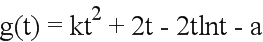 g(t) = kt² + 2t - 2tlnt - a